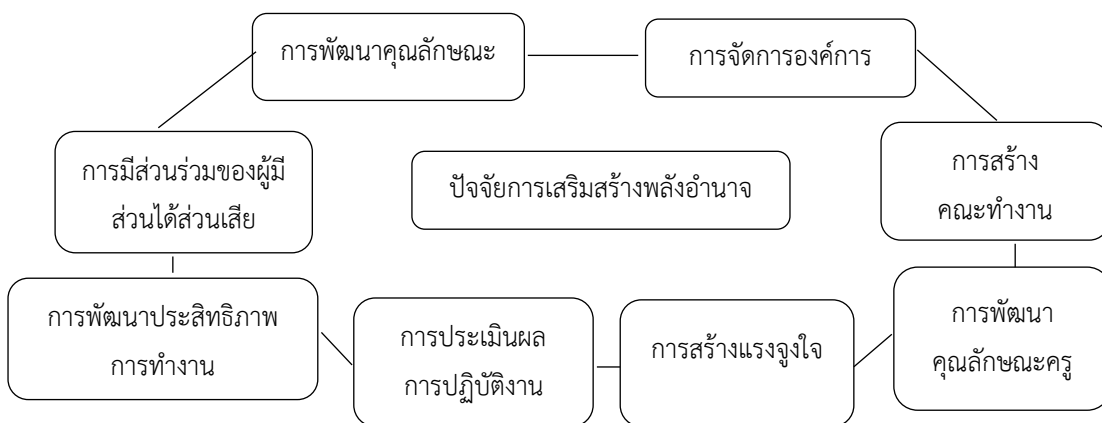 การพัฒนาคุณลักษณะ
การจัดการองค์การ
การมีส่วนร่วมของผู้มี
ส่วนได้ส่วนเสีย
ปัจจัยการเสริมสร้างพลังอำนาจ
การสร้าง
คณะทำงาน
การพัฒนาประสิทธิภาพ
การทำงาน
การประเมินผล
การปฏิบัติงาน
การสร้างแรงจูงใจ
การพัฒนา
คุณลักษณะครู